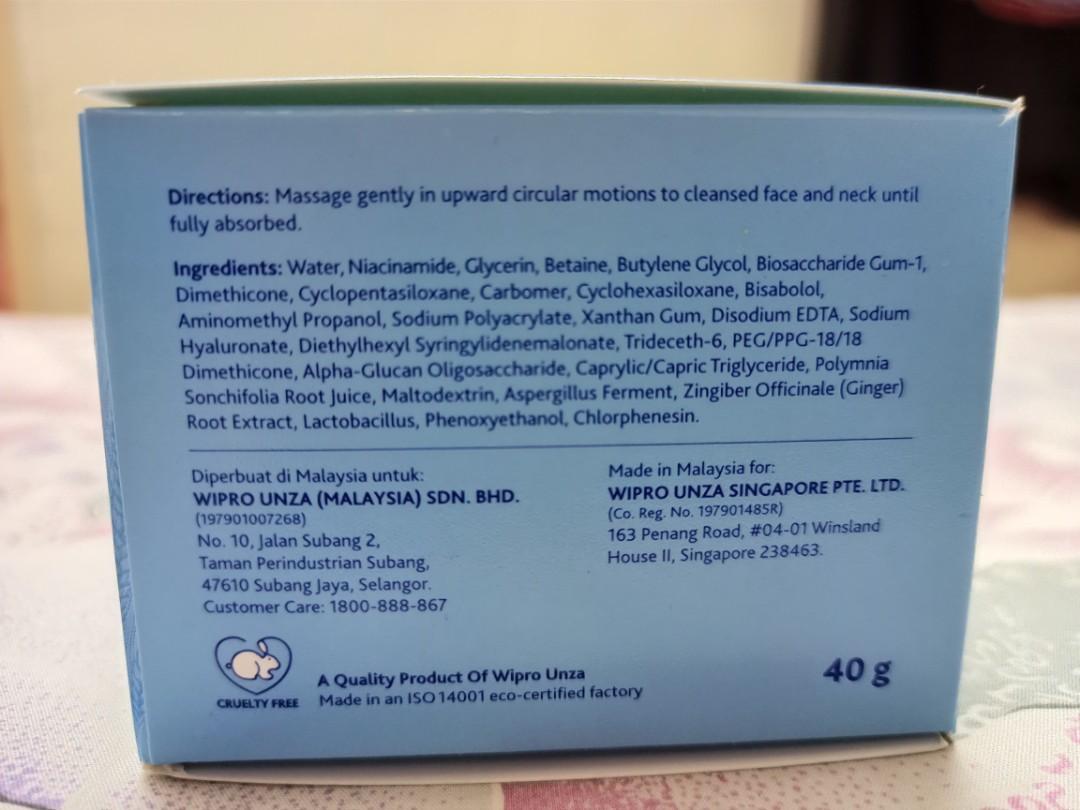 Directions: Massage gently in upward circular motions to cleansed face and neck until
fully absorbed.
Ingredients: Water, Niacinamide, Glycerin, Betaine, Butylene Glycol, Biosaccharide Gum-1,
Dimethicone, Cyclopentasiloxane, Carbomer, Cyclohexasiloxane, Bisabolol,
Aminomethyl Propanol, Sodium Polyacrylate, Xanthan Gum, Disodium EDTA, Sodium
Hyaluronate, Diethylhexyl Syringylidenemalonate, Trideceth-6, PEG/PPG-18/18
Dimethicone, Alpha-Glucan Oligosaccharide, Caprylic/Capric Triglyceride, Polymnia
Sonchifolia Root Juice, Maltodextrin, Aspergillus Ferment, Zingiber Officinale (Ginger)
Root Extract, Lactobacillus, Phenoxyethanol, Chlorphenesin.
Diperbuat di Malaysia untuk:
WIPRO UNZA (MALAYSIA) SDN. BHD.
(197901007268)
No. 10, Jalan Subang 2,
Taman Perindustrian Subang,
47610 Subang Jaya, Selangor.
Customer Care: 1800-888-867
Made in Malaysia for:
WIPRO UNZA SINGAPORE PTE. LTD.
(Co. Reg. No. 197901485R)
163 Penang Road, #04-01 Winsland
House II, Singapore 238463.
CRUELTY FREE
A Quality Product Of Wipro Unza
Made in an ISO 14001 eco-certified factory
40 g